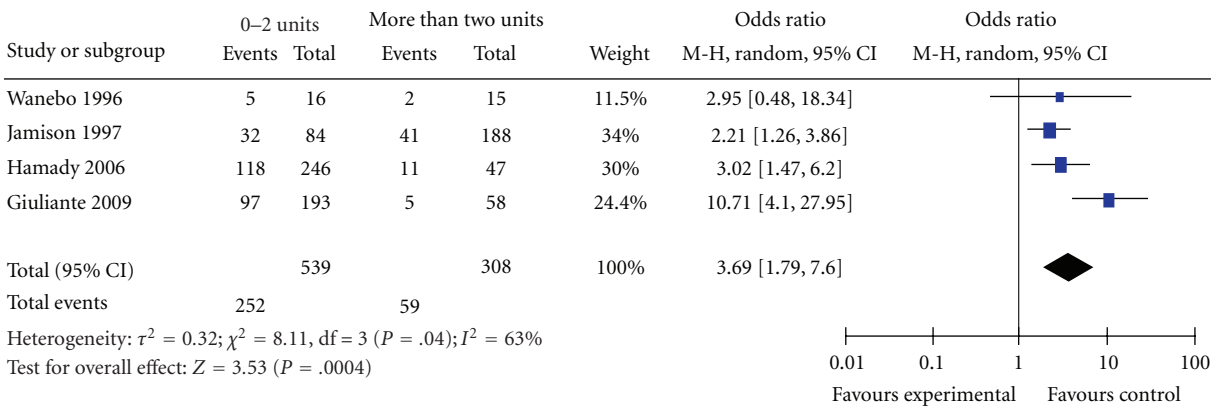 0–2 units More than two units Odds ratio Odds ratio
Study or subgroup Events Total Events Total Weight M-H, random, 95% CI M-H, random, 95% CI
Wanebo 1996 5 16 2 15 11.5% 2.95 [0.48, 18.34]
Jamison 1997 32 84 41 188 34% 2.21 [1.26, 3.86]
Hamady 2006 118 246 11 47 30% 3.02 [1.47, 6.2]
Giuliante 2009 97 193 5 58 24.4% 10.71 [4.1, 27.95]
Total (95% CI) 539 308 100% 3.69 [1.79, 7.6]
Total events 252 59
Heterogeneity: τ² = 0.32; χ² = 8.11, df = 3 (P = .04); I² = 63%
Test for overall effect: Z = 3.53 (P = .0004)
0.01 0.1 1 10 100
Favours experimental Favours control